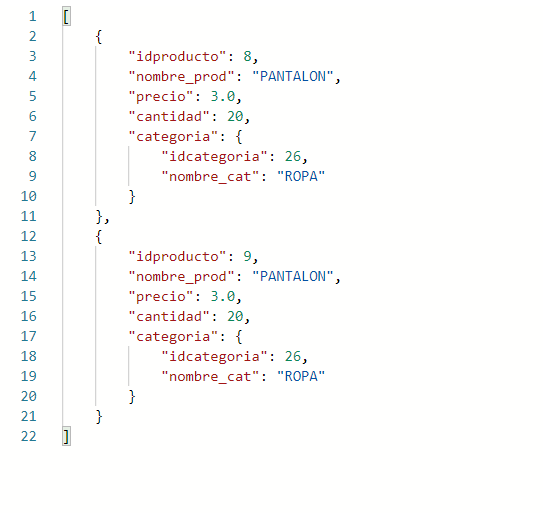 1 [
2     {
3         "idproducto": 8,
4         "nombre_prod": "PANTALON",
5         "precio": 3.0,
6         "cantidad": 20,
7         "categoria": {
8             "idcategoria": 26,
9             "nombre_cat": "ROPA"
10         }
11     },
12     {
13         "idproducto": 9,
14         "nombre_prod": "PANTALON",
15         "precio": 3.0,
16         "cantidad": 20,
17         "categoria": {
18             "idcategoria": 26,
19             "nombre_cat": "ROPA"
20         }
21     }
22 ]